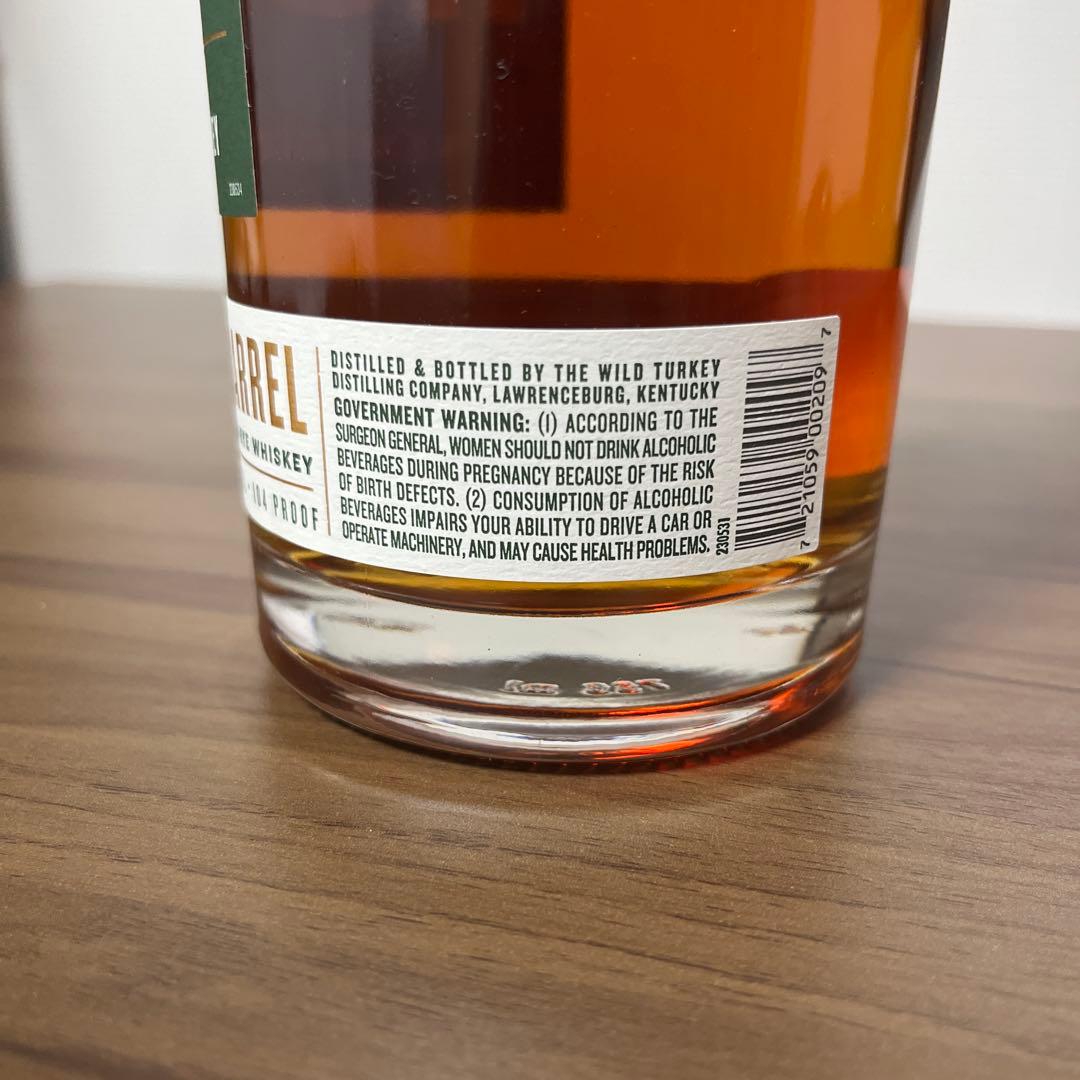 230534
ARREL
RYE WHISKEY
104 PROOF
DISTILLED & BOTTLED BY THE WILD TURKEY
DISTILLING COMPANY, LAWRENCEBURG, KENTUCKY
GOVERNMENT WARNING: (1) ACCORDING TO THE
SURGEON GENERAL, WOMEN SHOULD NOT DRINK ALCOHOLIC
BEVERAGES DURING PREGNANCY BECAUSE OF THE RISK
OF BIRTH DEFECTS. (2) CONSUMPTION OF ALCOHOLIC
BEVERAGES IMPAIRS YOUR ABILITY TO DRIVE A CAR OR
OPERATE MACHINERY, AND MAY CAUSE HEALTH PROBLEMS.
230531
7 21059 00209 7